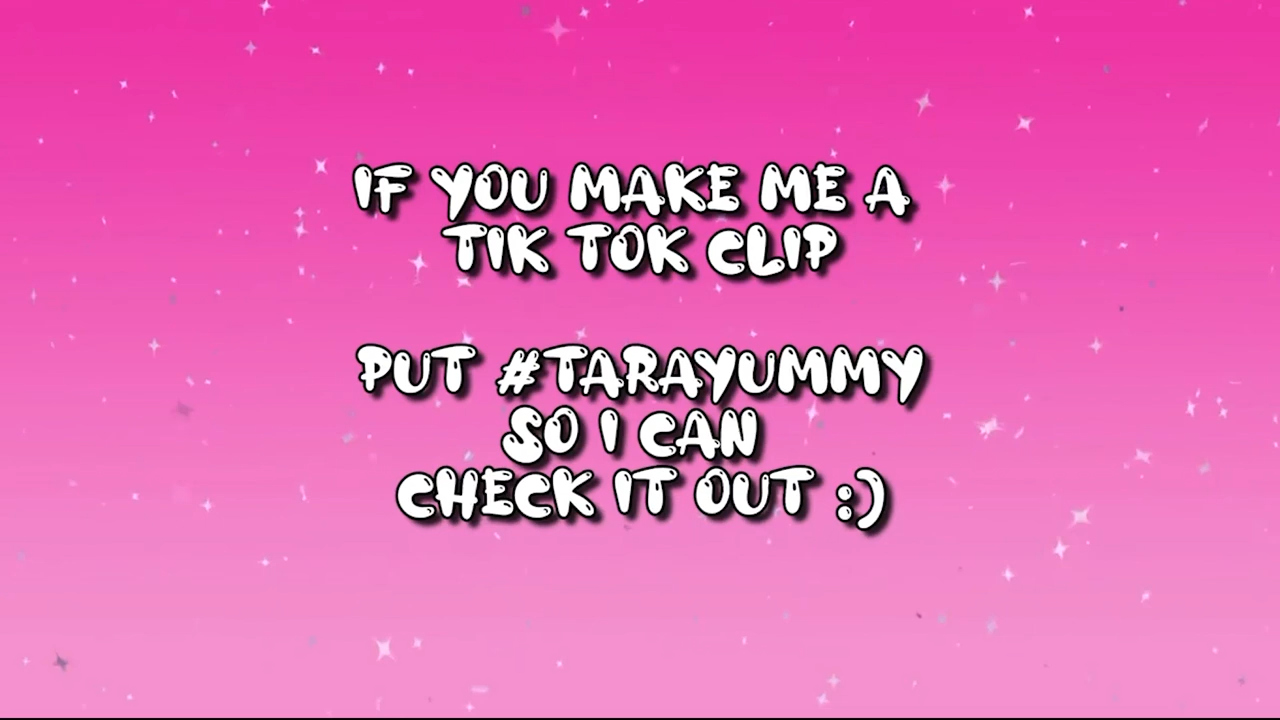 IF YOU MAKE ME A
TIK TOK CLIP
PUT #TARAYUMMY
SO I CAN
CHECK IT OUT :)